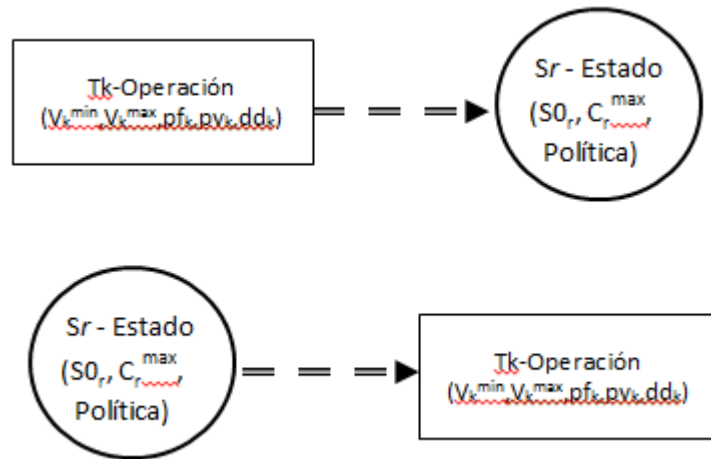 Tk-Operación
(Vₖᵐⁱⁿ,Vₖᵐᵃˣ,pfₖ,pvₖ,ddₖ)
Sr - Estado
(S0ᵣ, Cᵣᵐᵃˣ,
Política)
Sr - Estado
(S0ᵣ, Cᵣᵐᵃˣ,
Política)
Tk-Operación
(Vₖᵐⁱⁿ,Vₖᵐᵃˣ,pfₖ,pvₖ,ddₖ)